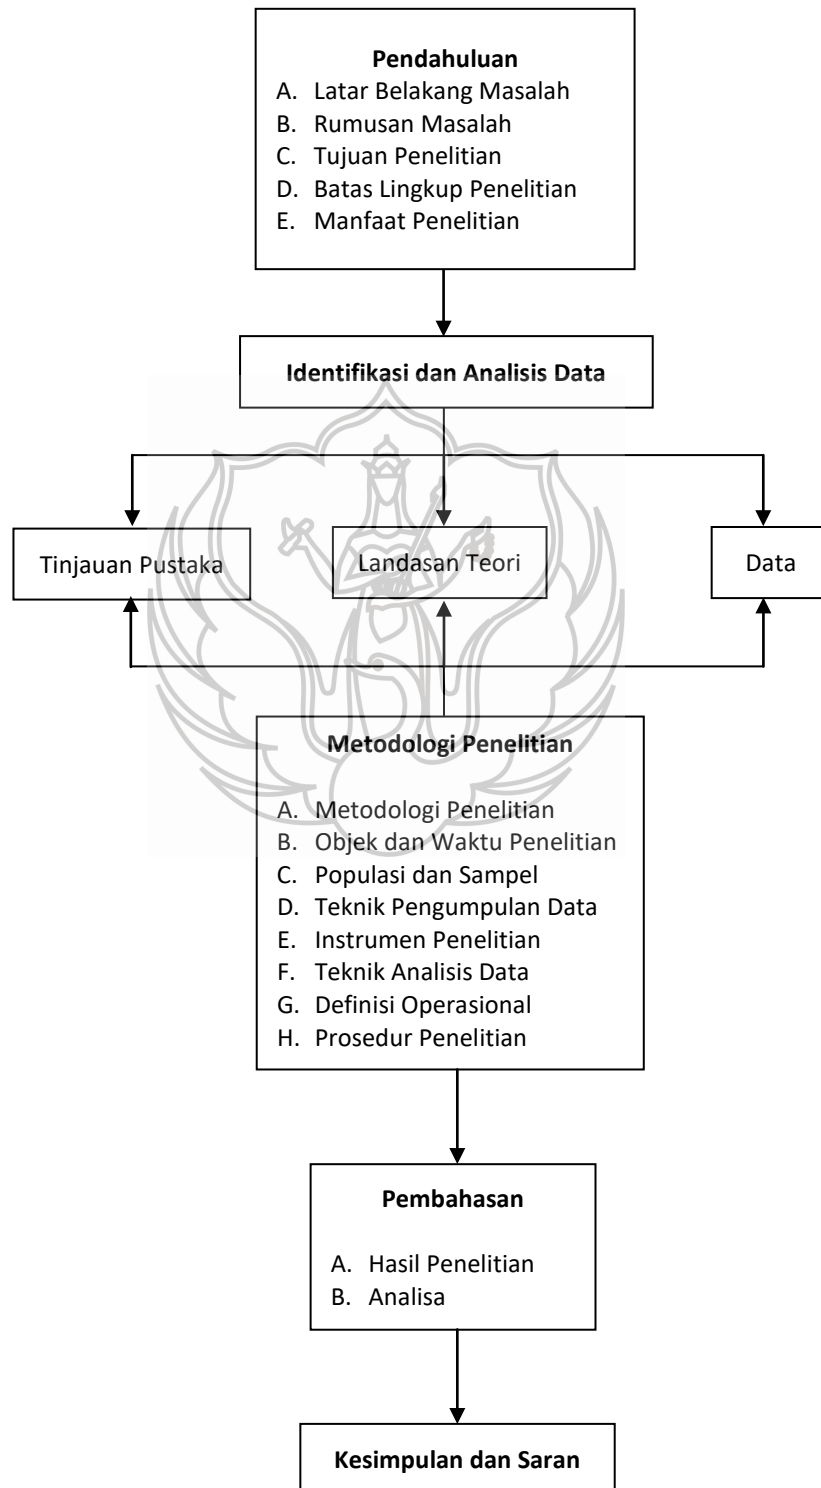 Pendahuluan
A. Latar Belakang Masalah
B. Rumusan Masalah
C. Tujuan Penelitian
D. Batas Lingkup Penelitian
E. Manfaat Penelitian
Identifikasi dan Analisis Data
Tinjauan Pustaka
Landasan Teori
Data
Metodologi Penelitian
A. Metodologi Penelitian
B. Objek dan Waktu Penelitian
C. Populasi dan Sampel
D. Teknik Pengumpulan Data
E. Instrumen Penelitian
F. Teknik Analisis Data
G. Definisi Operasional
H. Prosedur Penelitian
Pembahasan
A. Hasil Penelitian
B. Analisa
Kesimpulan dan Saran